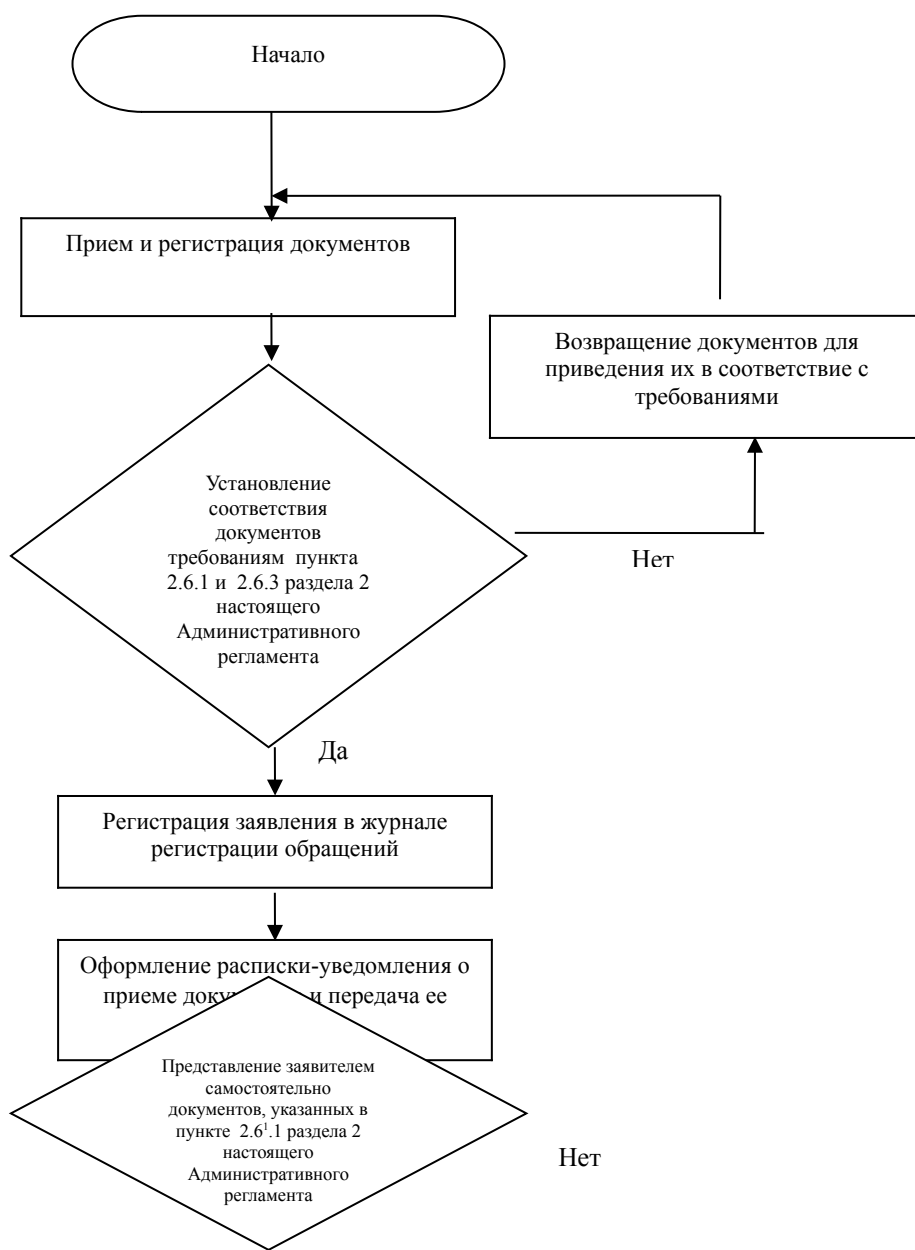 Начало
Прием и регистрация документов
Возвращение документов для
приведения их в соответствие с
требованиями
Установление
соответствия
документов
требованиям пункта
2.6.1 и 2.6.3 раздела 2
настоящего
Административного
регламента
Нет
Да
Регистрация заявления в журнале
регистрации обращений
Оформление расписки-уведомления о
приеме и передача ее
Представление заявителем
самостоятельно
документов, указанных в
пункте 2.6¹.1 раздела 2
настоящего
Административного
регламента
Нет